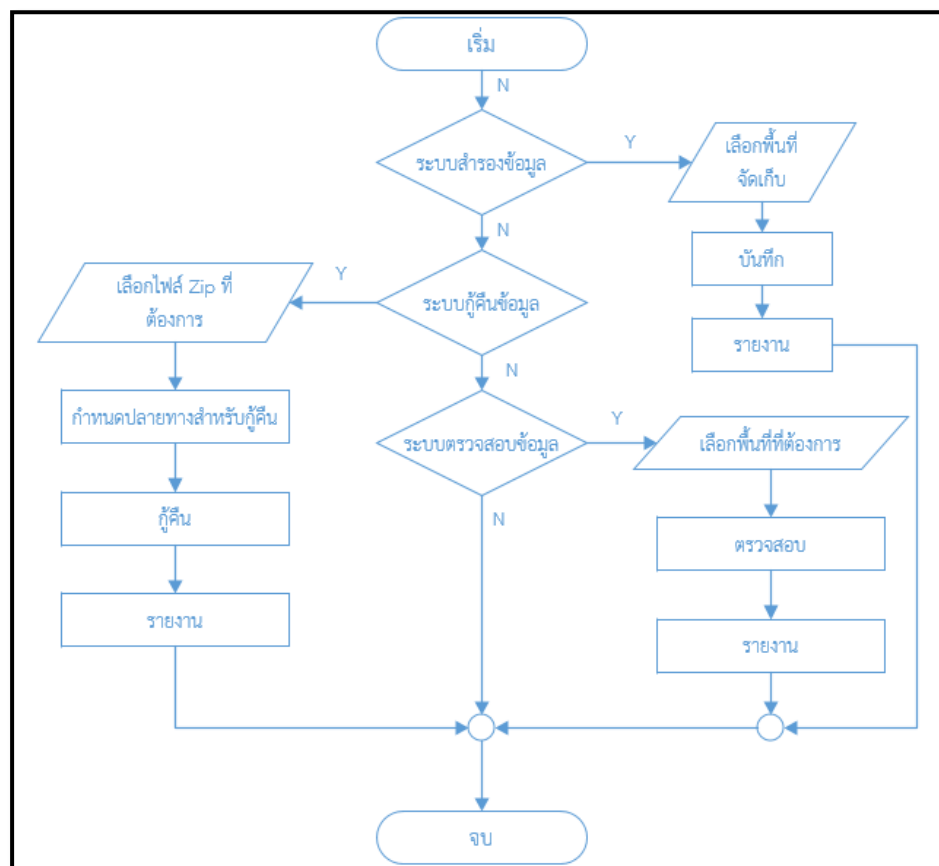 เริ่ม
N
ระบบสำรองข้อมูล
Y
เลือกพื้นที่
จัดเก็บ
บันทึก
รายงาน
N
ระบบกู้คืนข้อมูล
Y
เลือกไฟล์ Zip ที่
ต้องการ
กำหนดปลายทางสำหรับกู้คืน
กู้คืน
รายงาน
N
ระบบตรวจสอบข้อมูล
Y
เลือกพื้นที่ที่ต้องการ
ตรวจสอบ
รายงาน
N
จบ